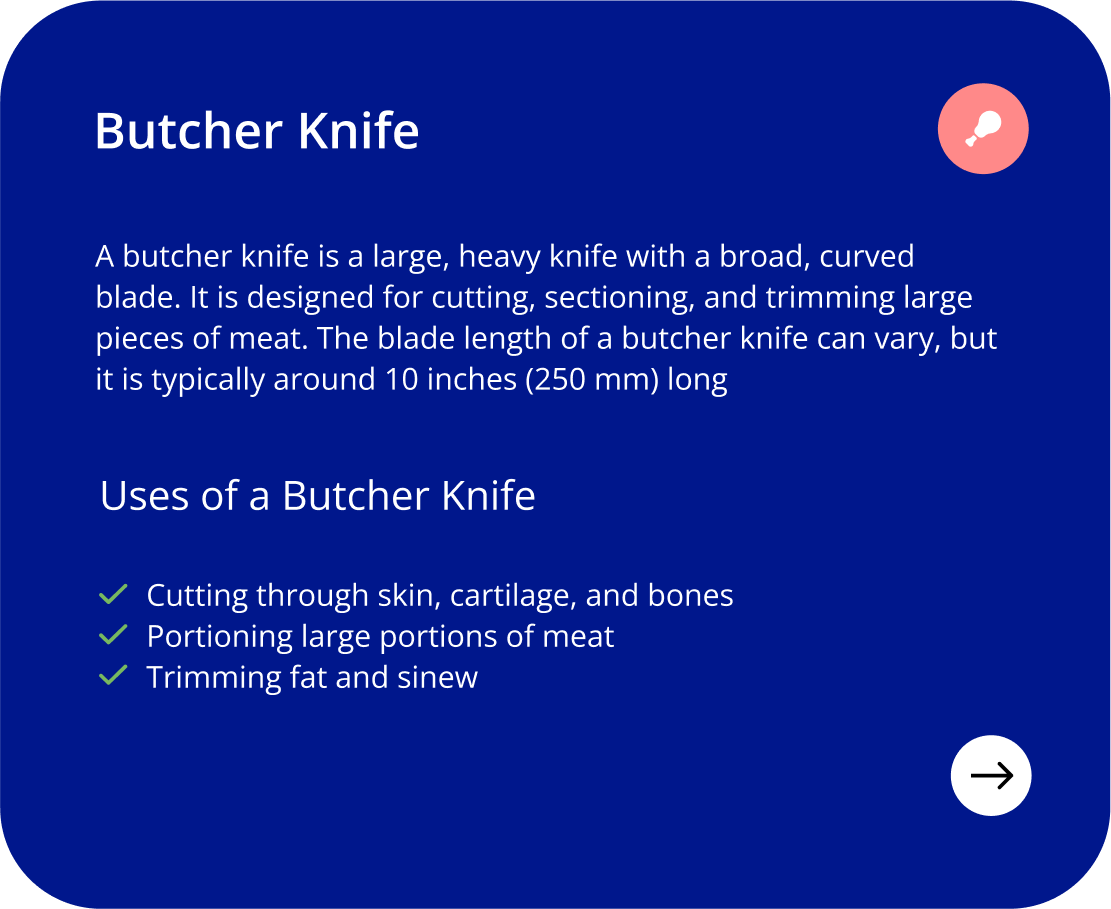 Butcher Knife
A butcher knife is a large, heavy knife with a broad, curved
blade. It is designed for cutting, sectioning, and trimming large
pieces of meat. The blade length of a butcher knife can vary, but
it is typically around 10 inches (250 mm) long
Uses of a Butcher Knife
Cutting through skin, cartilage, and bones
Portioning large portions of meat
Trimming fat and sinew